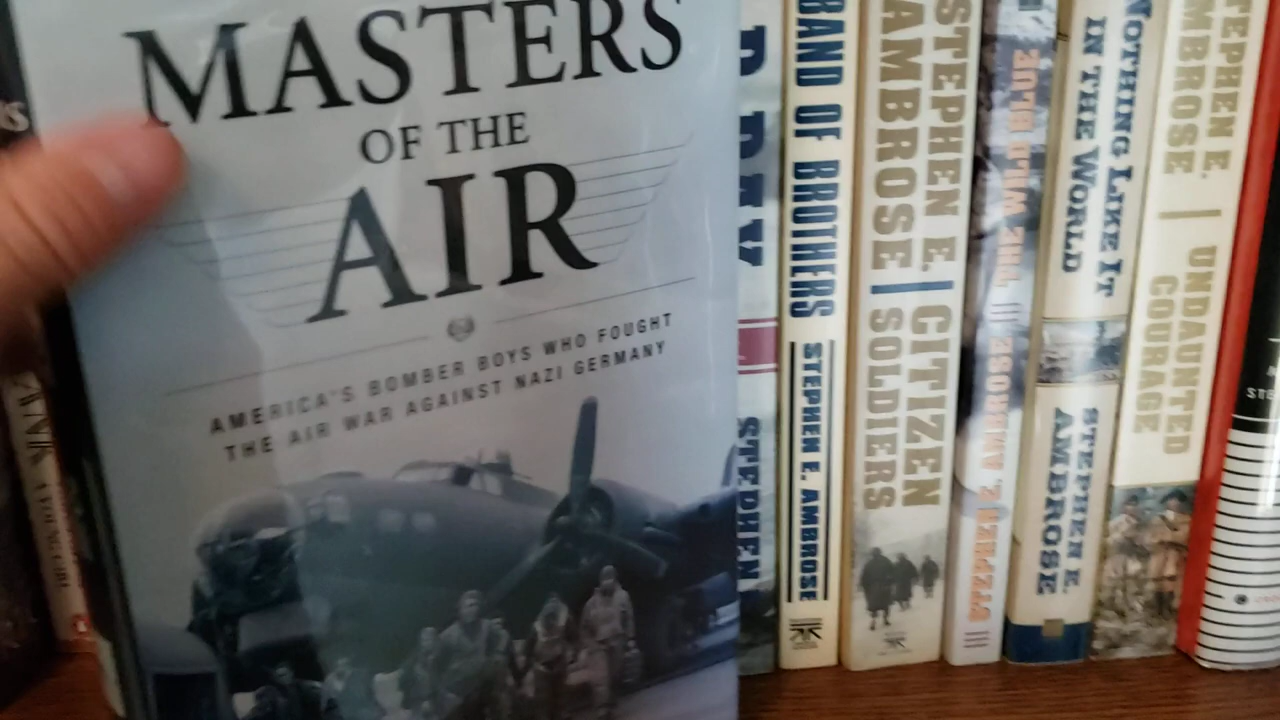 MASTERS
OF THE
AIR
AMERICA'S BOMBER BOYS WHO FOUGHT
THE AIR WAR AGAINST NAZI GERMANY
D-DAY
STEPHEN
BAND OF BROTHERS
STEPHEN E. AMBROSE
STEPHEN E.
AMBROSE
CITIZEN
SOLDIERS
STEPHEN E. AMBROSE
THE WILD BLUE
NOTHING LIKE IT
IN THE WORLD
STEPHEN E.
AMBROSE
STEPHEN E.
AMBROSE
UNDAUNTED
COURAGE